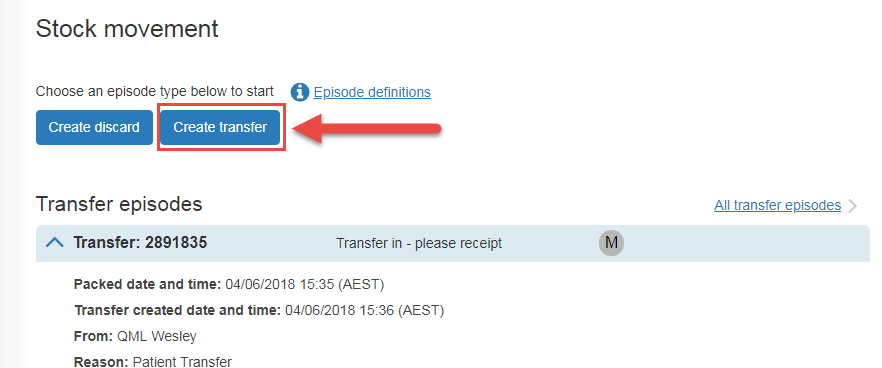 Stock movement
Choose an episode type below to start Episode definitions
Create discard Create transfer
Transfer episodes All transfer episodes
Transfer: 2891835 Transfer in - please receipt M
Packed date and time: 04/06/2018 15:35 (AEST)
Transfer created date and time: 04/06/2018 15:36 (AEST)
From: QML Wesley
Reason: Patient Transfer